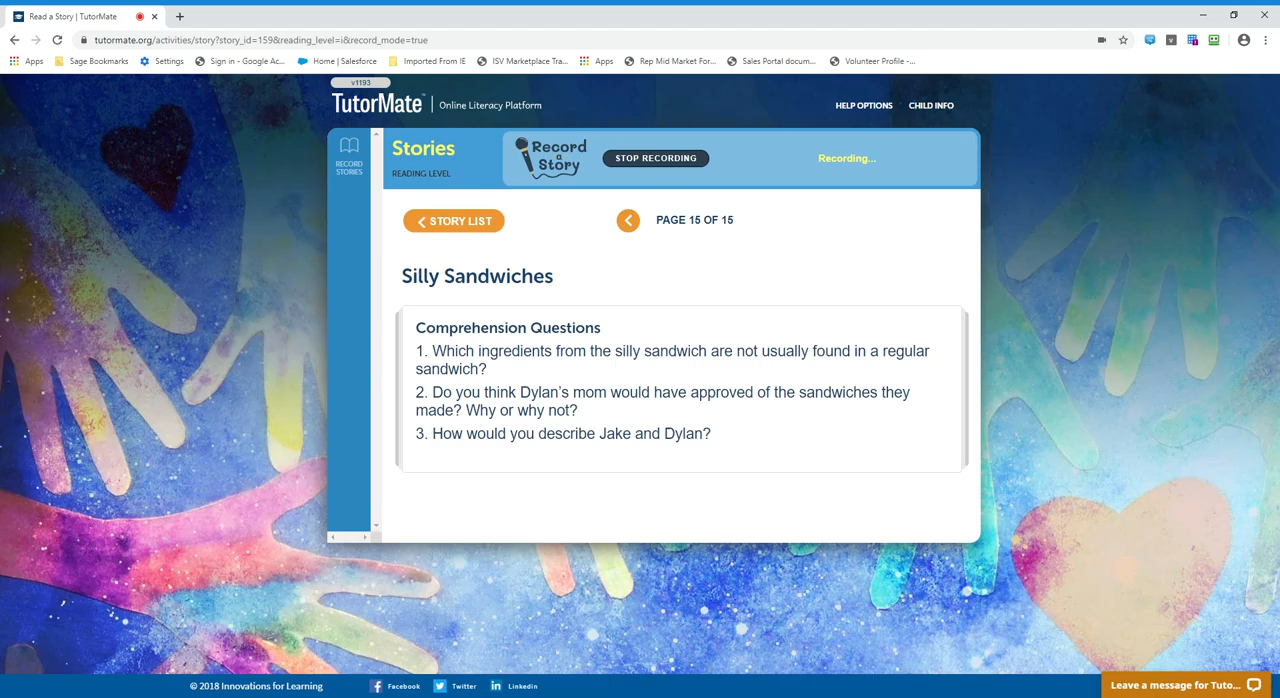 Read a Story | TutorMate
tutormate.org/activities/story?story_id=159&reading_level=i&record_mode=true
Apps Sage Bookmarks Settings Sign in - Google Ac... Home | Salesforce Imported From IE ISV Marketplace Tra... Apps Rep Mid Market For... Sales Portal docum... Volunteer Profile -...
v1193
TutorMate™ | Online Literacy Platform
HELP OPTIONS CHILD INFO
RECORD
STORIES
Stories
READING LEVEL
Record
a
Story
STOP RECORDING
Recording...
STORY LIST
PAGE 15 OF 15
Silly Sandwiches
Comprehension Questions
1. Which ingredients from the silly sandwich are not usually found in a regular
sandwich?
2. Do you think Dylan's mom would have approved of the sandwiches they
made? Why or why not?
3. How would you describe Jake and Dylan?
© 2018 Innovations for Learning Facebook Twitter Linkedin
Leave a message for Tuto...